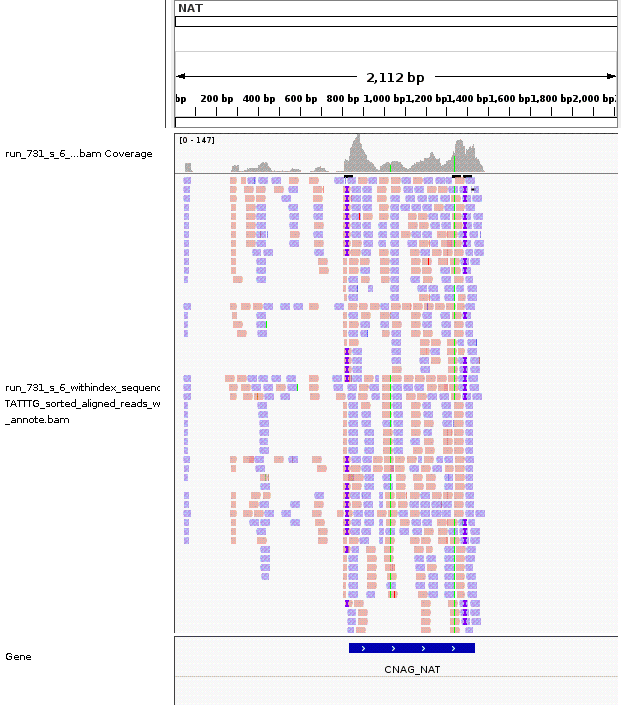 NAT
2,112 bp
bp 200 bp 400 bp 600 bp 800 bp 1,000 bp 1,200 bp 1,400 bp 1,600 bp 1,800 bp 2,000 bp
[0 - 147]
run_731_s_6_...bam Coverage
run_731_s_6_withindex_sequenc
TATTTG_sorted_aligned_reads_w
_annote.bam
Gene
CNAG_NAT